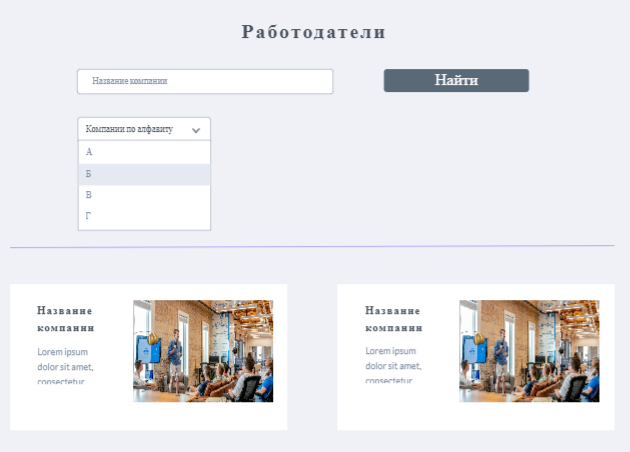 Работодатели
Название компании
Найти
Компании по алфавиту
А
Б
В
Г
Название
компании
Lorem ipsum
dolor sit amet,
consectetur
Название
компании
Lorem ipsum
dolor sit amet,
consectetur